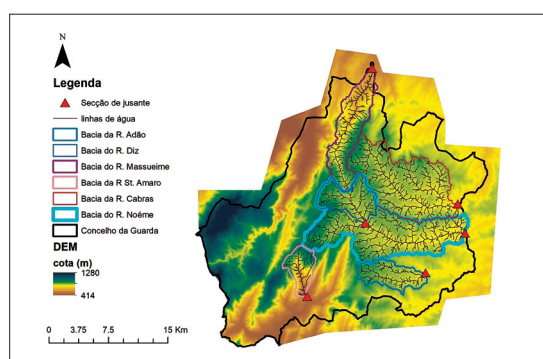 N
Legenda
Secção de jusante
linhas de água
Bacia da R. Adão
Bacia do R. Diz
Bacia do R. Massueime
Bacia da R St. Amaro
Bacia da R. Cabras
Bacia do R. Noéme
Concelho da Guarda
DEM
cota (m)
1280
414
0 3.75 7.5 15 Km